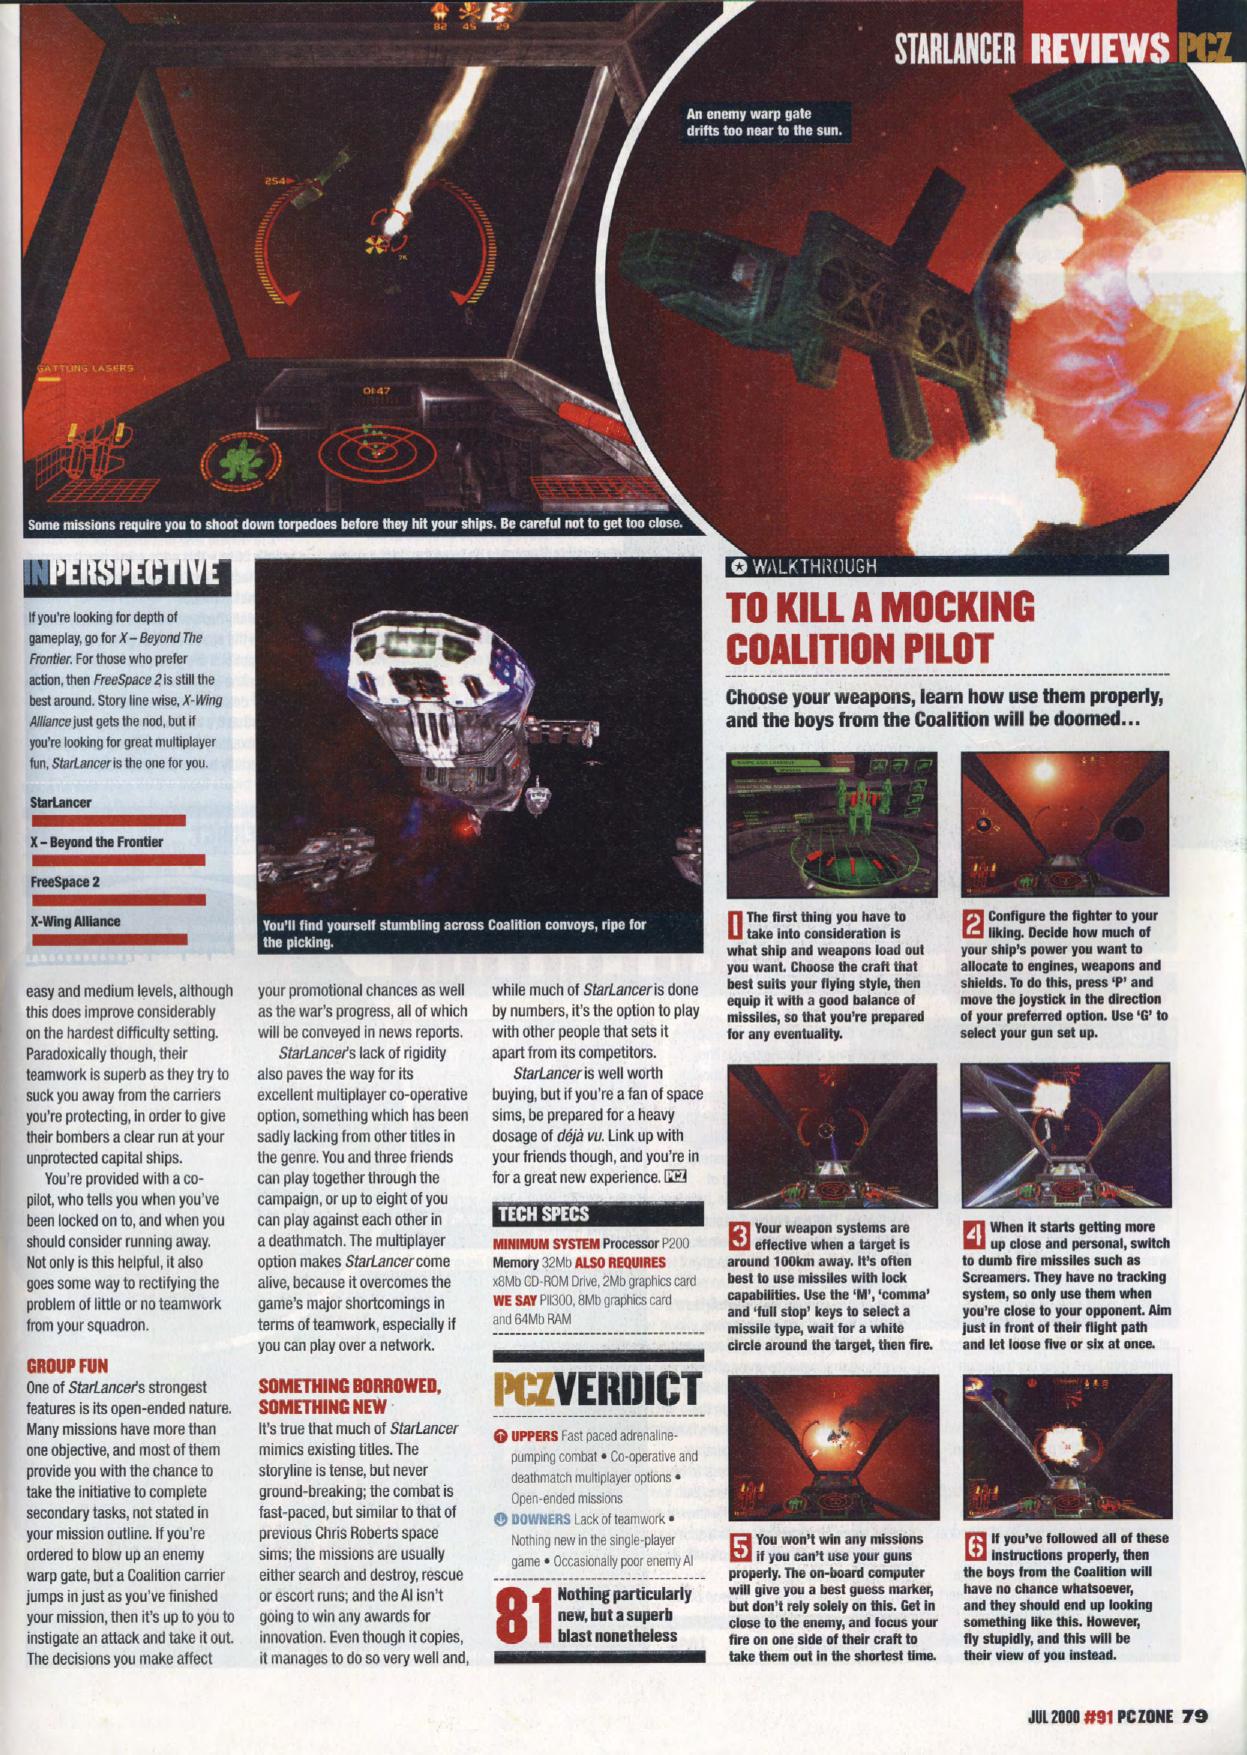 STARLANCER REVIEWS PCZ
82 45 29
254
2K
GATTLING LASERS
01:47
An enemy warp gate
drifts too near to the sun.
Some missions require you to shoot down torpedoes before they hit your ships. Be careful not to get too close.
INPERSPECTIVE
If you're looking for depth of
gameplay, go for X – Beyond The
Frontier. For those who prefer
action, then FreeSpace 2 is still the
best around. Story line wise, X-Wing
Alliance just gets the nod, but if
you're looking for great multiplayer
fun, StarLancer is the one for you.
StarLancer
X – Beyond the Frontier
FreeSpace 2
X-Wing Alliance
You'll find yourself stumbling across Coalition convoys, ripe for
the picking.
easy and medium levels, although
this does improve considerably
on the hardest difficulty setting.
Paradoxically though, their
teamwork is superb as they try to
suck you away from the carriers
you're protecting, in order to give
their bombers a clear run at your
unprotected capital ships.
You're provided with a co-
pilot, who tells you when you've
been locked on to, and when you
should consider running away.
Not only is this helpful, it also
goes some way to rectifying the
problem of little or no teamwork
from your squadron.
GROUP FUN
One of StarLancer's strongest
features is its open-ended nature.
Many missions have more than
one objective, and most of them
provide you with the chance to
take the initiative to complete
secondary tasks, not stated in
your mission outline. If you're
ordered to blow up an enemy
warp gate, but a Coalition carrier
jumps in just as you've finished
your mission, then it's up to you to
instigate an attack and take it out.
The decisions you make affect
your promotional chances as well
as the war's progress, all of which
will be conveyed in news reports.
StarLancer's lack of rigidity
also paves the way for its
excellent multiplayer co-operative
option, something which has been
sadly lacking from other titles in
the genre. You and three friends
can play together through the
campaign, or up to eight of you
can play against each other in
a deathmatch. The multiplayer
option makes StarLancer come
alive, because it overcomes the
game's major shortcomings in
terms of teamwork, especially if
you can play over a network.
SOMETHING BORROWED,
SOMETHING NEW
It's true that much of StarLancer
mimics existing titles. The
storyline is tense, but never
ground-breaking; the combat is
fast-paced, but similar to that of
previous Chris Roberts space
sims; the missions are usually
either search and destroy, rescue
or escort runs; and the AI isn't
going to win any awards for
innovation. Even though it copies,
it manages to do so very well and,
while much of StarLancer is done
by numbers, it's the option to play
with other people that sets it
apart from its competitors.
StarLancer is well worth
buying, but if you're a fan of space
sims, be prepared for a heavy
dosage of déjà vu. Link up with
your friends though, and you're in
for a great new experience. PCZ
TECH SPECS
MINIMUM SYSTEM Processor P200
Memory 32Mb ALSO REQUIRES
x8Mb CD-ROM Drive, 2Mb graphics card
WE SAY PII300, 8Mb graphics card
and 64Mb RAM
PCZVERDICT
UPPERS Fast paced adrenaline-
pumping combat • Co-operative and
deathmatch multiplayer options •
Open-ended missions
DOWNERS Lack of teamwork •
Nothing new in the single-player
game • Occasionally poor enemy AI
81 Nothing particularly
new, but a superb
blast nonetheless
WALKTHROUGH
TO KILL A MOCKING
COALITION PILOT
Choose your weapons, learn how use them properly,
and the boys from the Coalition will be doomed...
1 The first thing you have to
take into consideration is
what ship and weapons load out
you want. Choose the craft that
best suits your flying style, then
equip it with a good balance of
missiles, so that you're prepared
for any eventuality.
2 Configure the fighter to your
liking. Decide how much of
your ship's power you want to
allocate to engines, weapons and
shields. To do this, press 'P' and
move the joystick in the direction
of your preferred option. Use 'G' to
select your gun set up.
3 Your weapon systems are
effective when a target is
around 100km away. It's often
best to use missiles with lock
capabilities. Use the 'M', 'comma'
and 'full stop' keys to select a
missile type, wait for a white
circle around the target, then fire.
4 When it starts getting more
up close and personal, switch
to dumb fire missiles such as
Screamers. They have no tracking
system, so only use them when
you're close to your opponent. Aim
just in front of their flight path
and let loose five or six at once.
5 You won't win any missions
if you can't use your guns
properly. The on-board computer
will give you a best guess marker,
but don't rely solely on this. Get in
close to the enemy, and focus your
fire on one side of their craft to
take them out in the shortest time.
6 If you've followed all of these
instructions properly, then
the boys from the Coalition will
have no chance whatsoever,
and they should end up looking
something like this. However,
fly stupidly, and this will be
their view of you instead.
JUL 2000 #91 PC ZONE 79